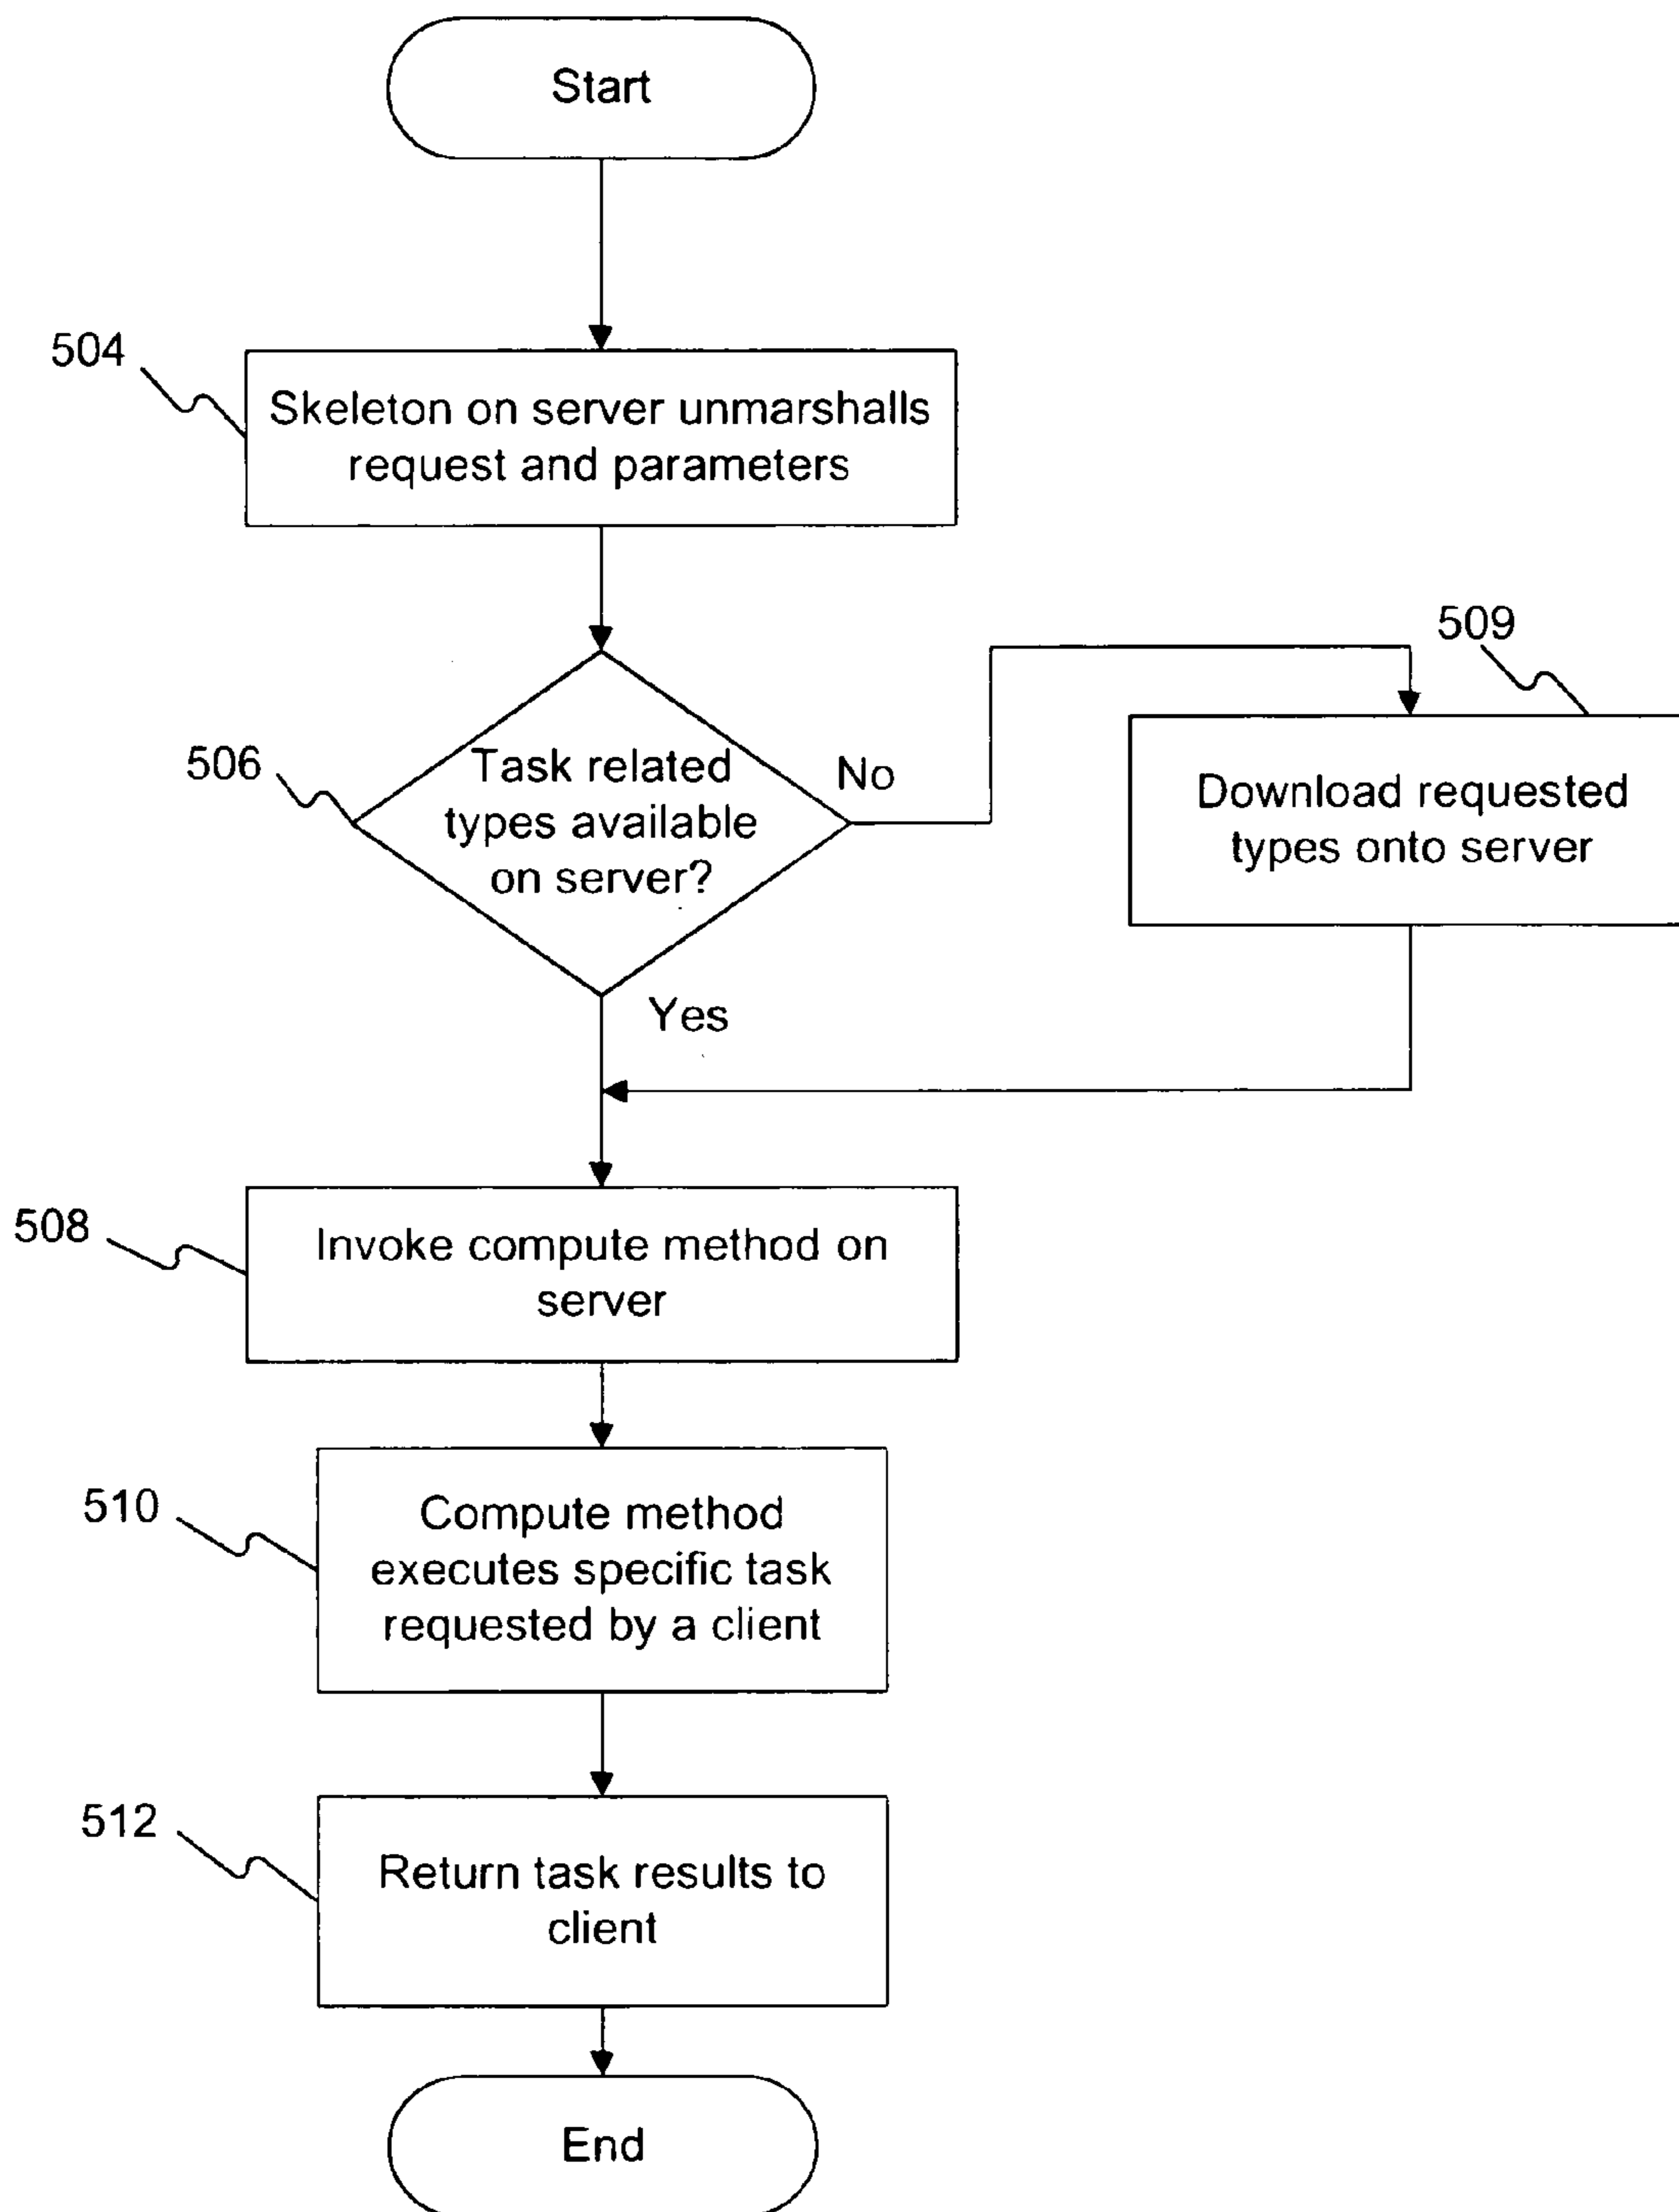 Start
504
Skeleton on server unmarshalls
request and parameters
509
506
Task related
types available
on server?
No
Download requested
types onto server
Yes
508
Invoke compute method on
server
510
Compute method
executes specific task
requested by a client
512
Return task results to
client
End